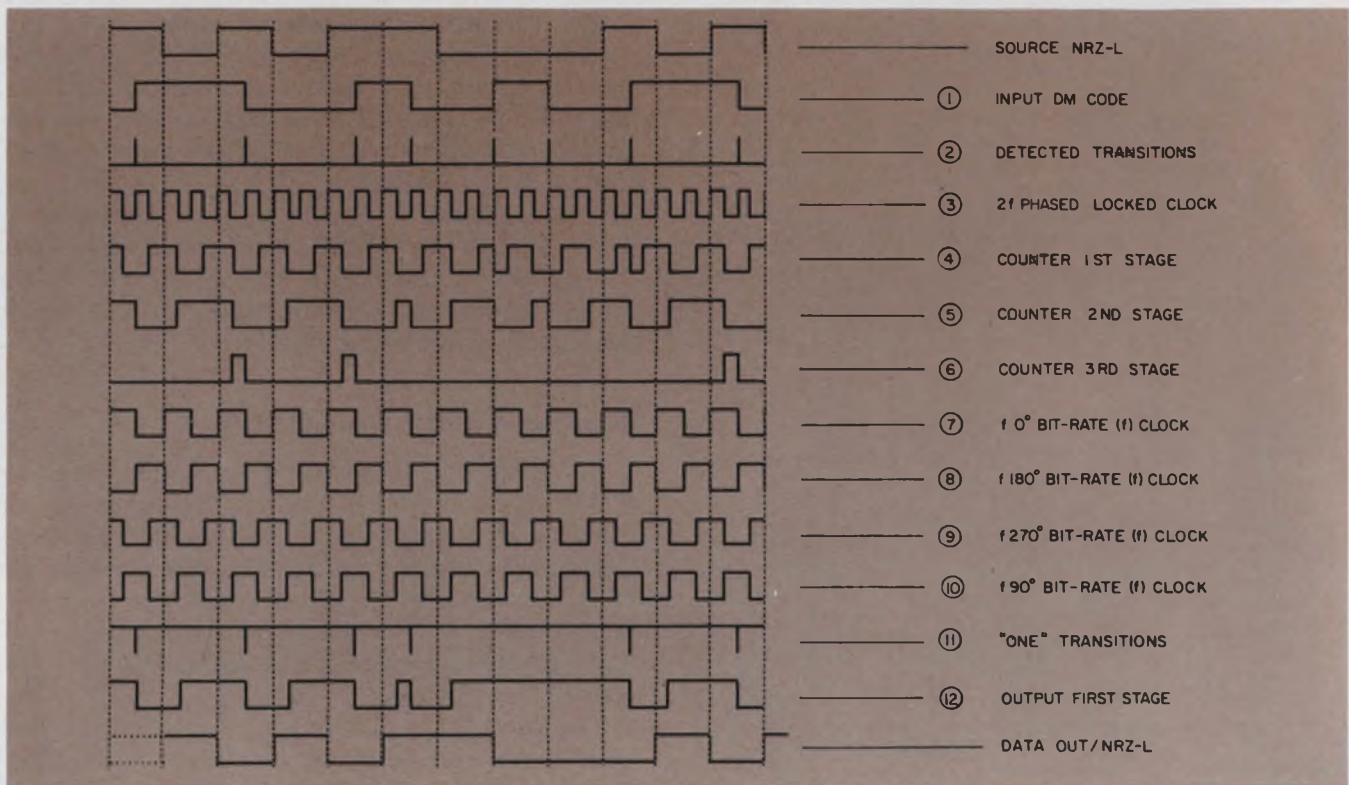 SOURCE NRZ-L
① INPUT DM CODE
② DETECTED TRANSITIONS
③ 2f PHASED LOCKED CLOCK
④ COUNTER 1ST STAGE
⑤ COUNTER 2ND STAGE
⑥ COUNTER 3RD STAGE
⑦ f 0° BIT-RATE (f) CLOCK
⑧ f 180° BIT-RATE (f) CLOCK
⑨ f 270° BIT-RATE (f) CLOCK
⑩ f 90° BIT-RATE (f) CLOCK
⑪ "ONE" TRANSITIONS
⑫ OUTPUT FIRST STAGE
DATA OUT/NRZ-L